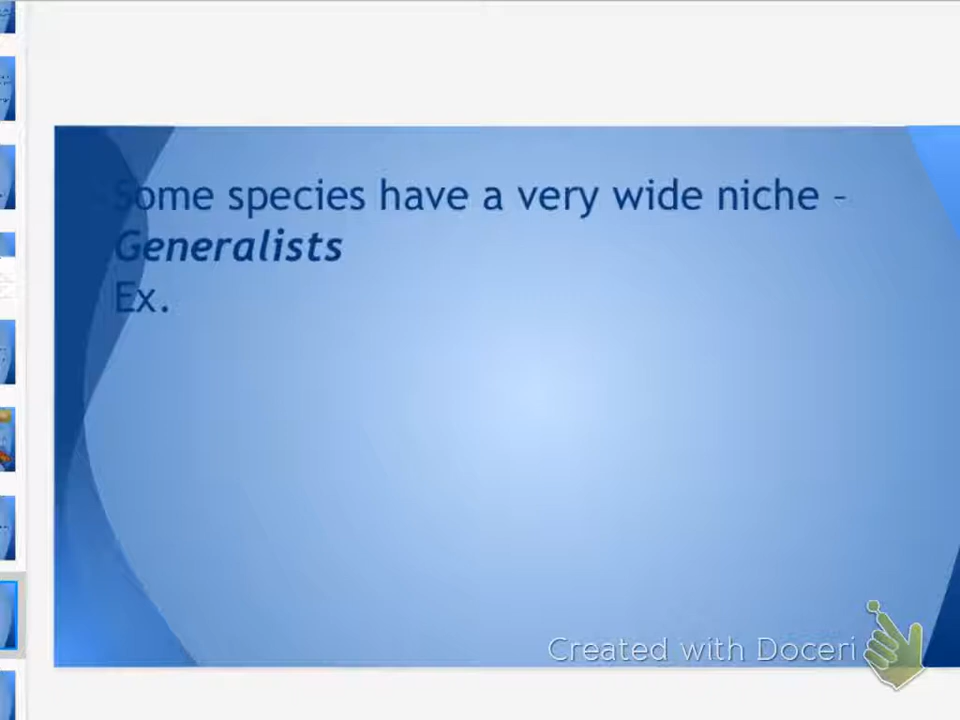 Some species have a very wide niche –
Generalists
Ex.
Created with Doceri